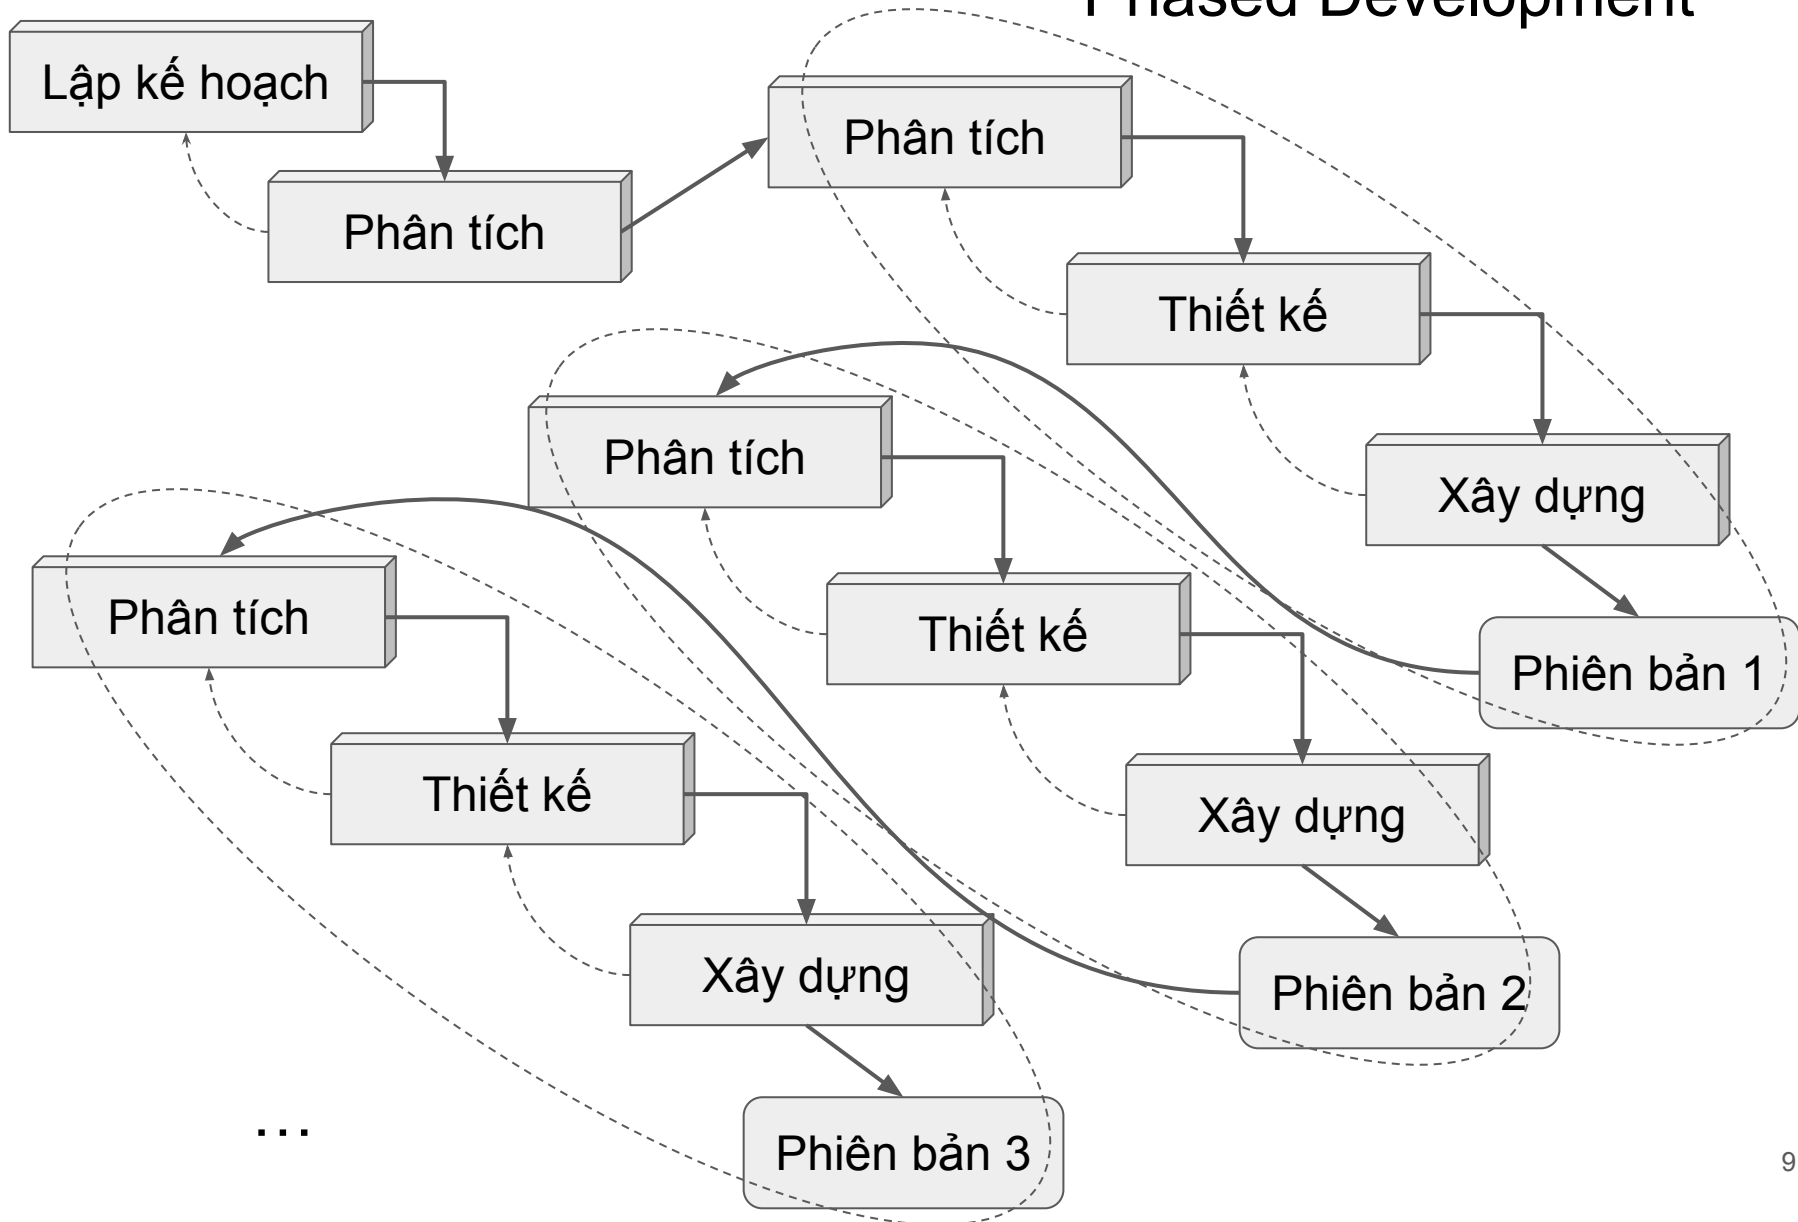 Phased Development
Lập kế hoạch
Phân tích
Phân tích
Thiết kế
Xây dựng
Phiên bản 1
Phân tích
Thiết kế
Xây dựng
Phiên bản 2
Phân tích
Thiết kế
Xây dựng
Phiên bản 3
...
9